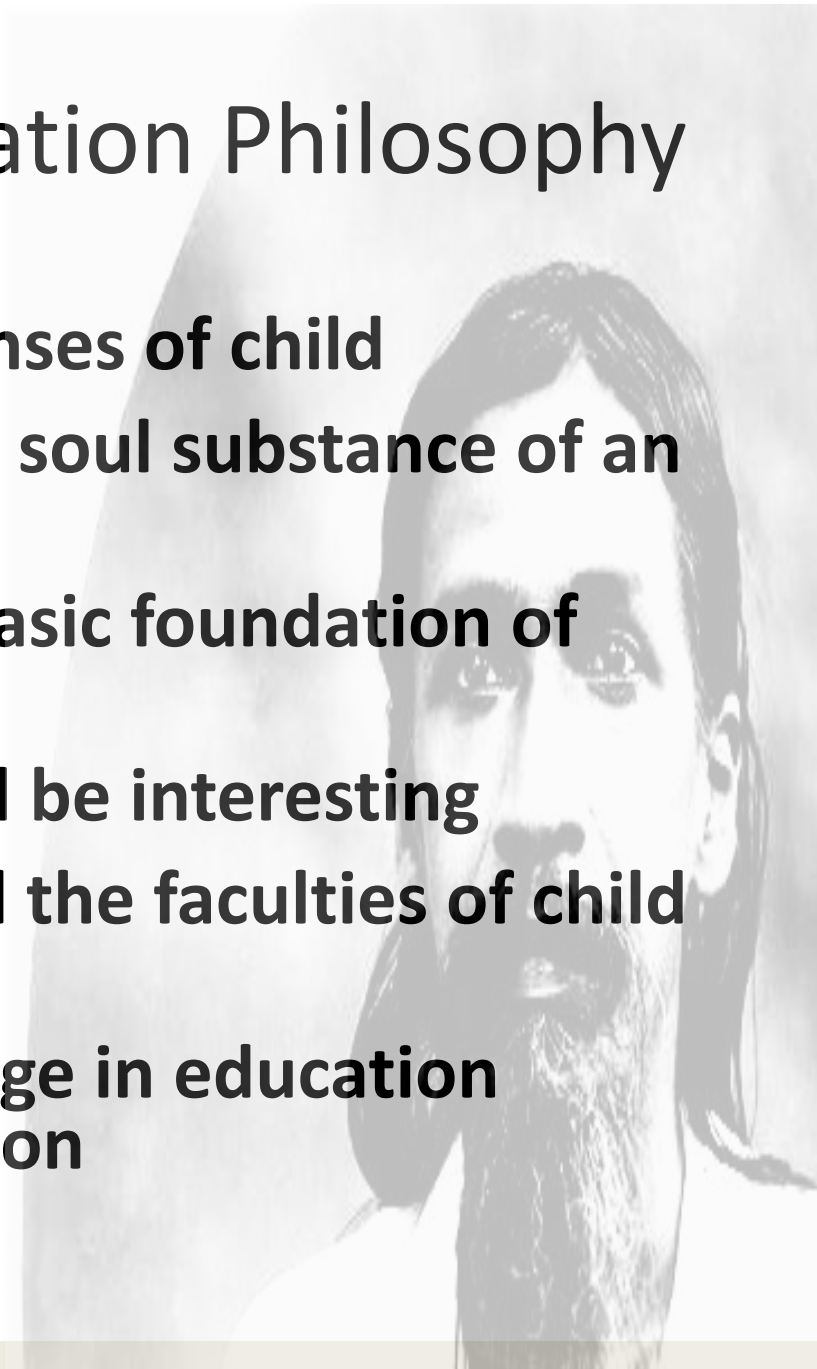 ation Philosophy
nses of child
soul substance of an
asic foundation of
l be interesting
l the faculties of child
ge in education
on